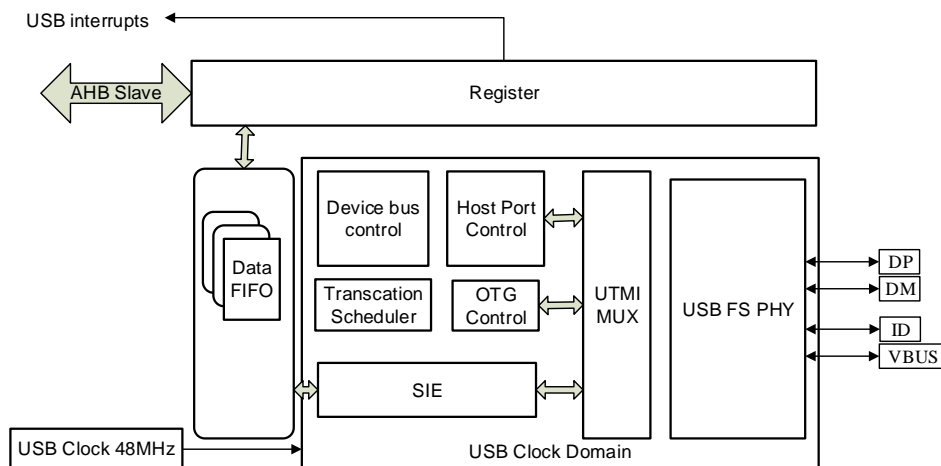 USB interrupts
AHB Slave
Register
Device bus
control
Host Port
Control
Data
FIFO
Transcation
Scheduler
OTG
Control
UTMI
MUX
USB FS PHY
DP
DM
ID
VBUS
SIE
USB Clock 48MHz
USB Clock Domain